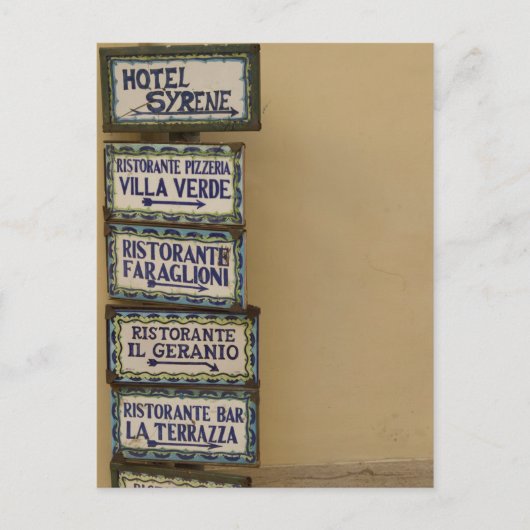 HOTEL
SYRENE
RISTORANTE PIZZERIA
VILLA VERDE
RISTORANTE
FARAGLIONI
RISTORANTE
IL GERANIO
RISTORANTE BAR
LA TERRAZZA